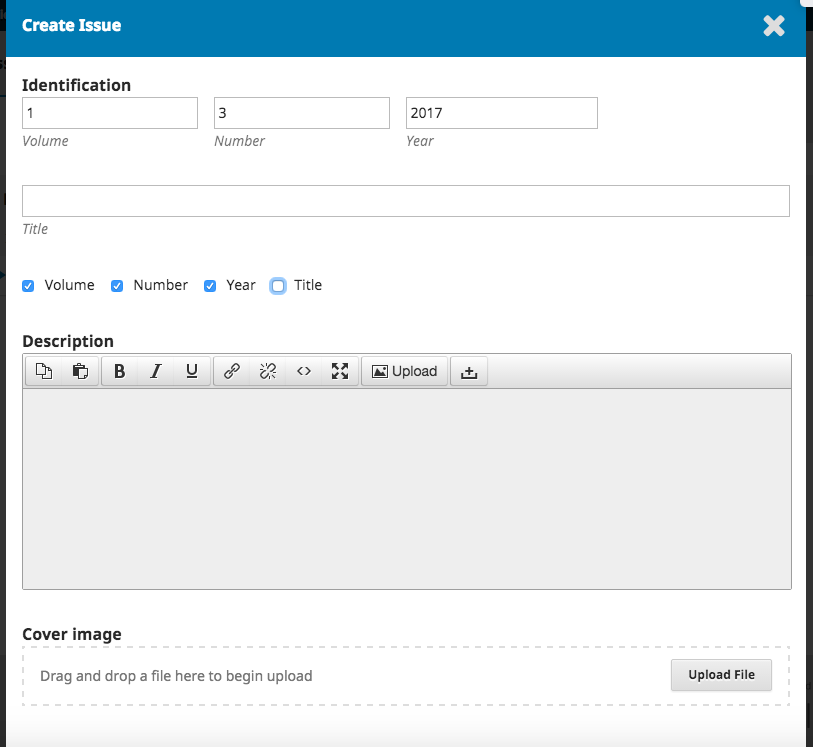 Create Issue
Identification
1 3 2017
Volume Number Year
Title
Volume Number Year Title
Description
B I U Upload
Cover image
Drag and drop a file here to begin upload Upload File